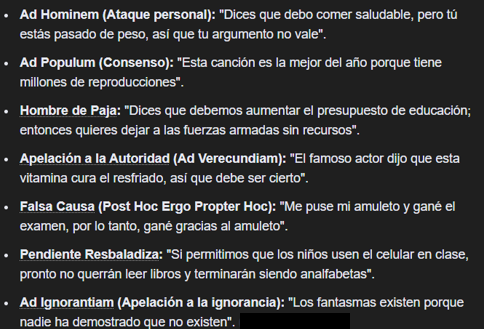 Ad Hominem (Ataque personal): "Dices que debo comer saludable, pero tú
estás pasado de peso, así que tu argumento no vale".
Ad Populum (Consenso): "Esta canción es la mejor del año porque tiene
millones de reproducciones".
Hombre de Paja: "Dices que debemos aumentar el presupuesto de educación;
entonces quieres dejar a las fuerzas armadas sin recursos".
Apelación a la Autoridad (Ad Verecundiam): "El famoso actor dijo que esta
vitamina cura el resfriado, así que debe ser cierto".
Falsa Causa (Post Hoc Ergo Propter Hoc): "Me puse mi amuleto y gané el
examen, por lo tanto, gané gracias al amuleto".
Pendiente Resbaladiza: "Si permitimos que los niños usen el celular en clase,
pronto no querrán leer libros y terminarán siendo analfabetas".
Ad Ignorantiam (Apelación a la ignorancia): "Los fantasmas existen porque
nadie ha demostrado que no existen".